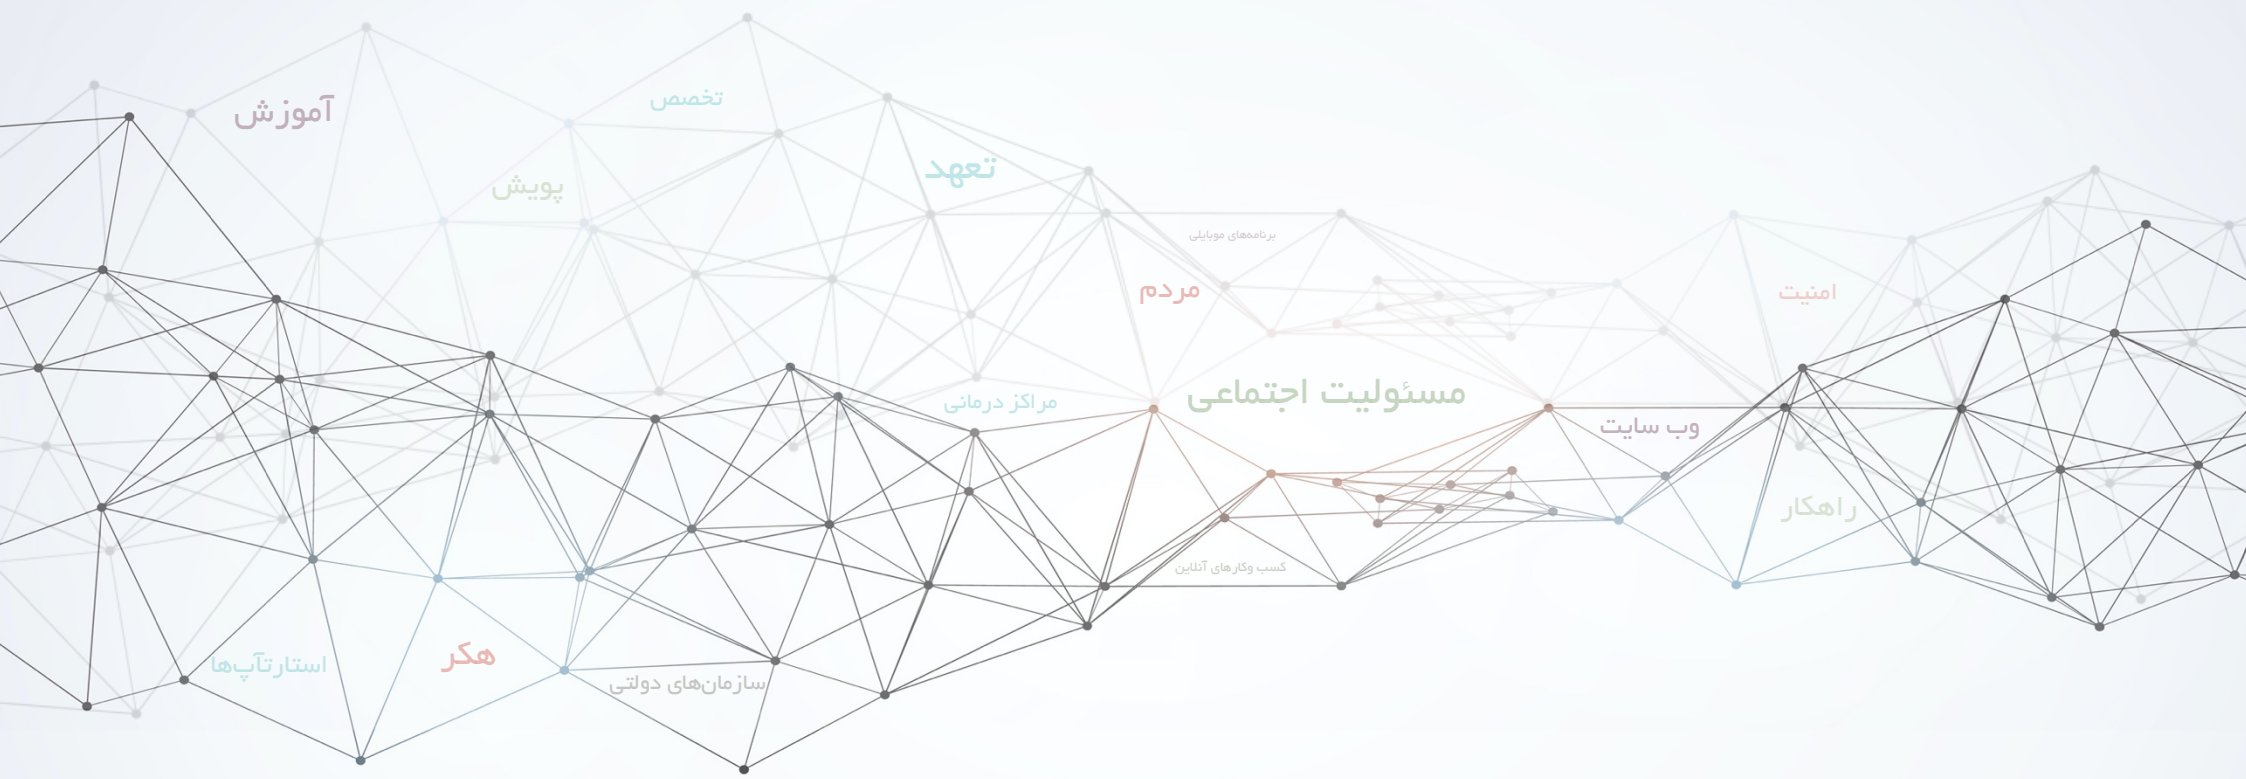 آموزش
تخصص
تعهد
پویش
برنامه‌های موبایلی
مردم
امنیت
مسئولیت اجتماعی
مراکز درمانی
وب سایت
راهکار
کسب وکارهای آنلاین
هکر
استارتآپ‌ها
سازمان‌های دولتی